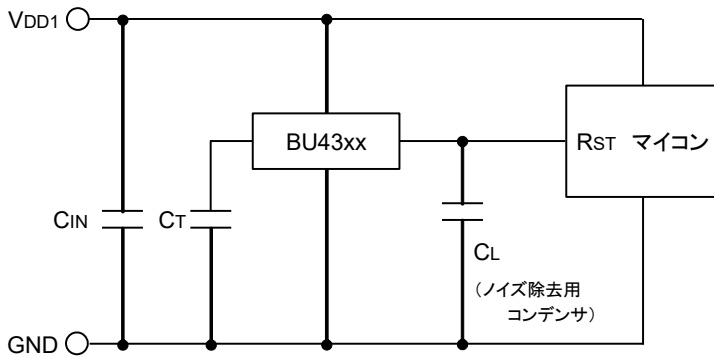 VDD1
BU43xx
RST マイコン
CIN
CT
CL
(ノイズ除去用
コンデンサ)
GND